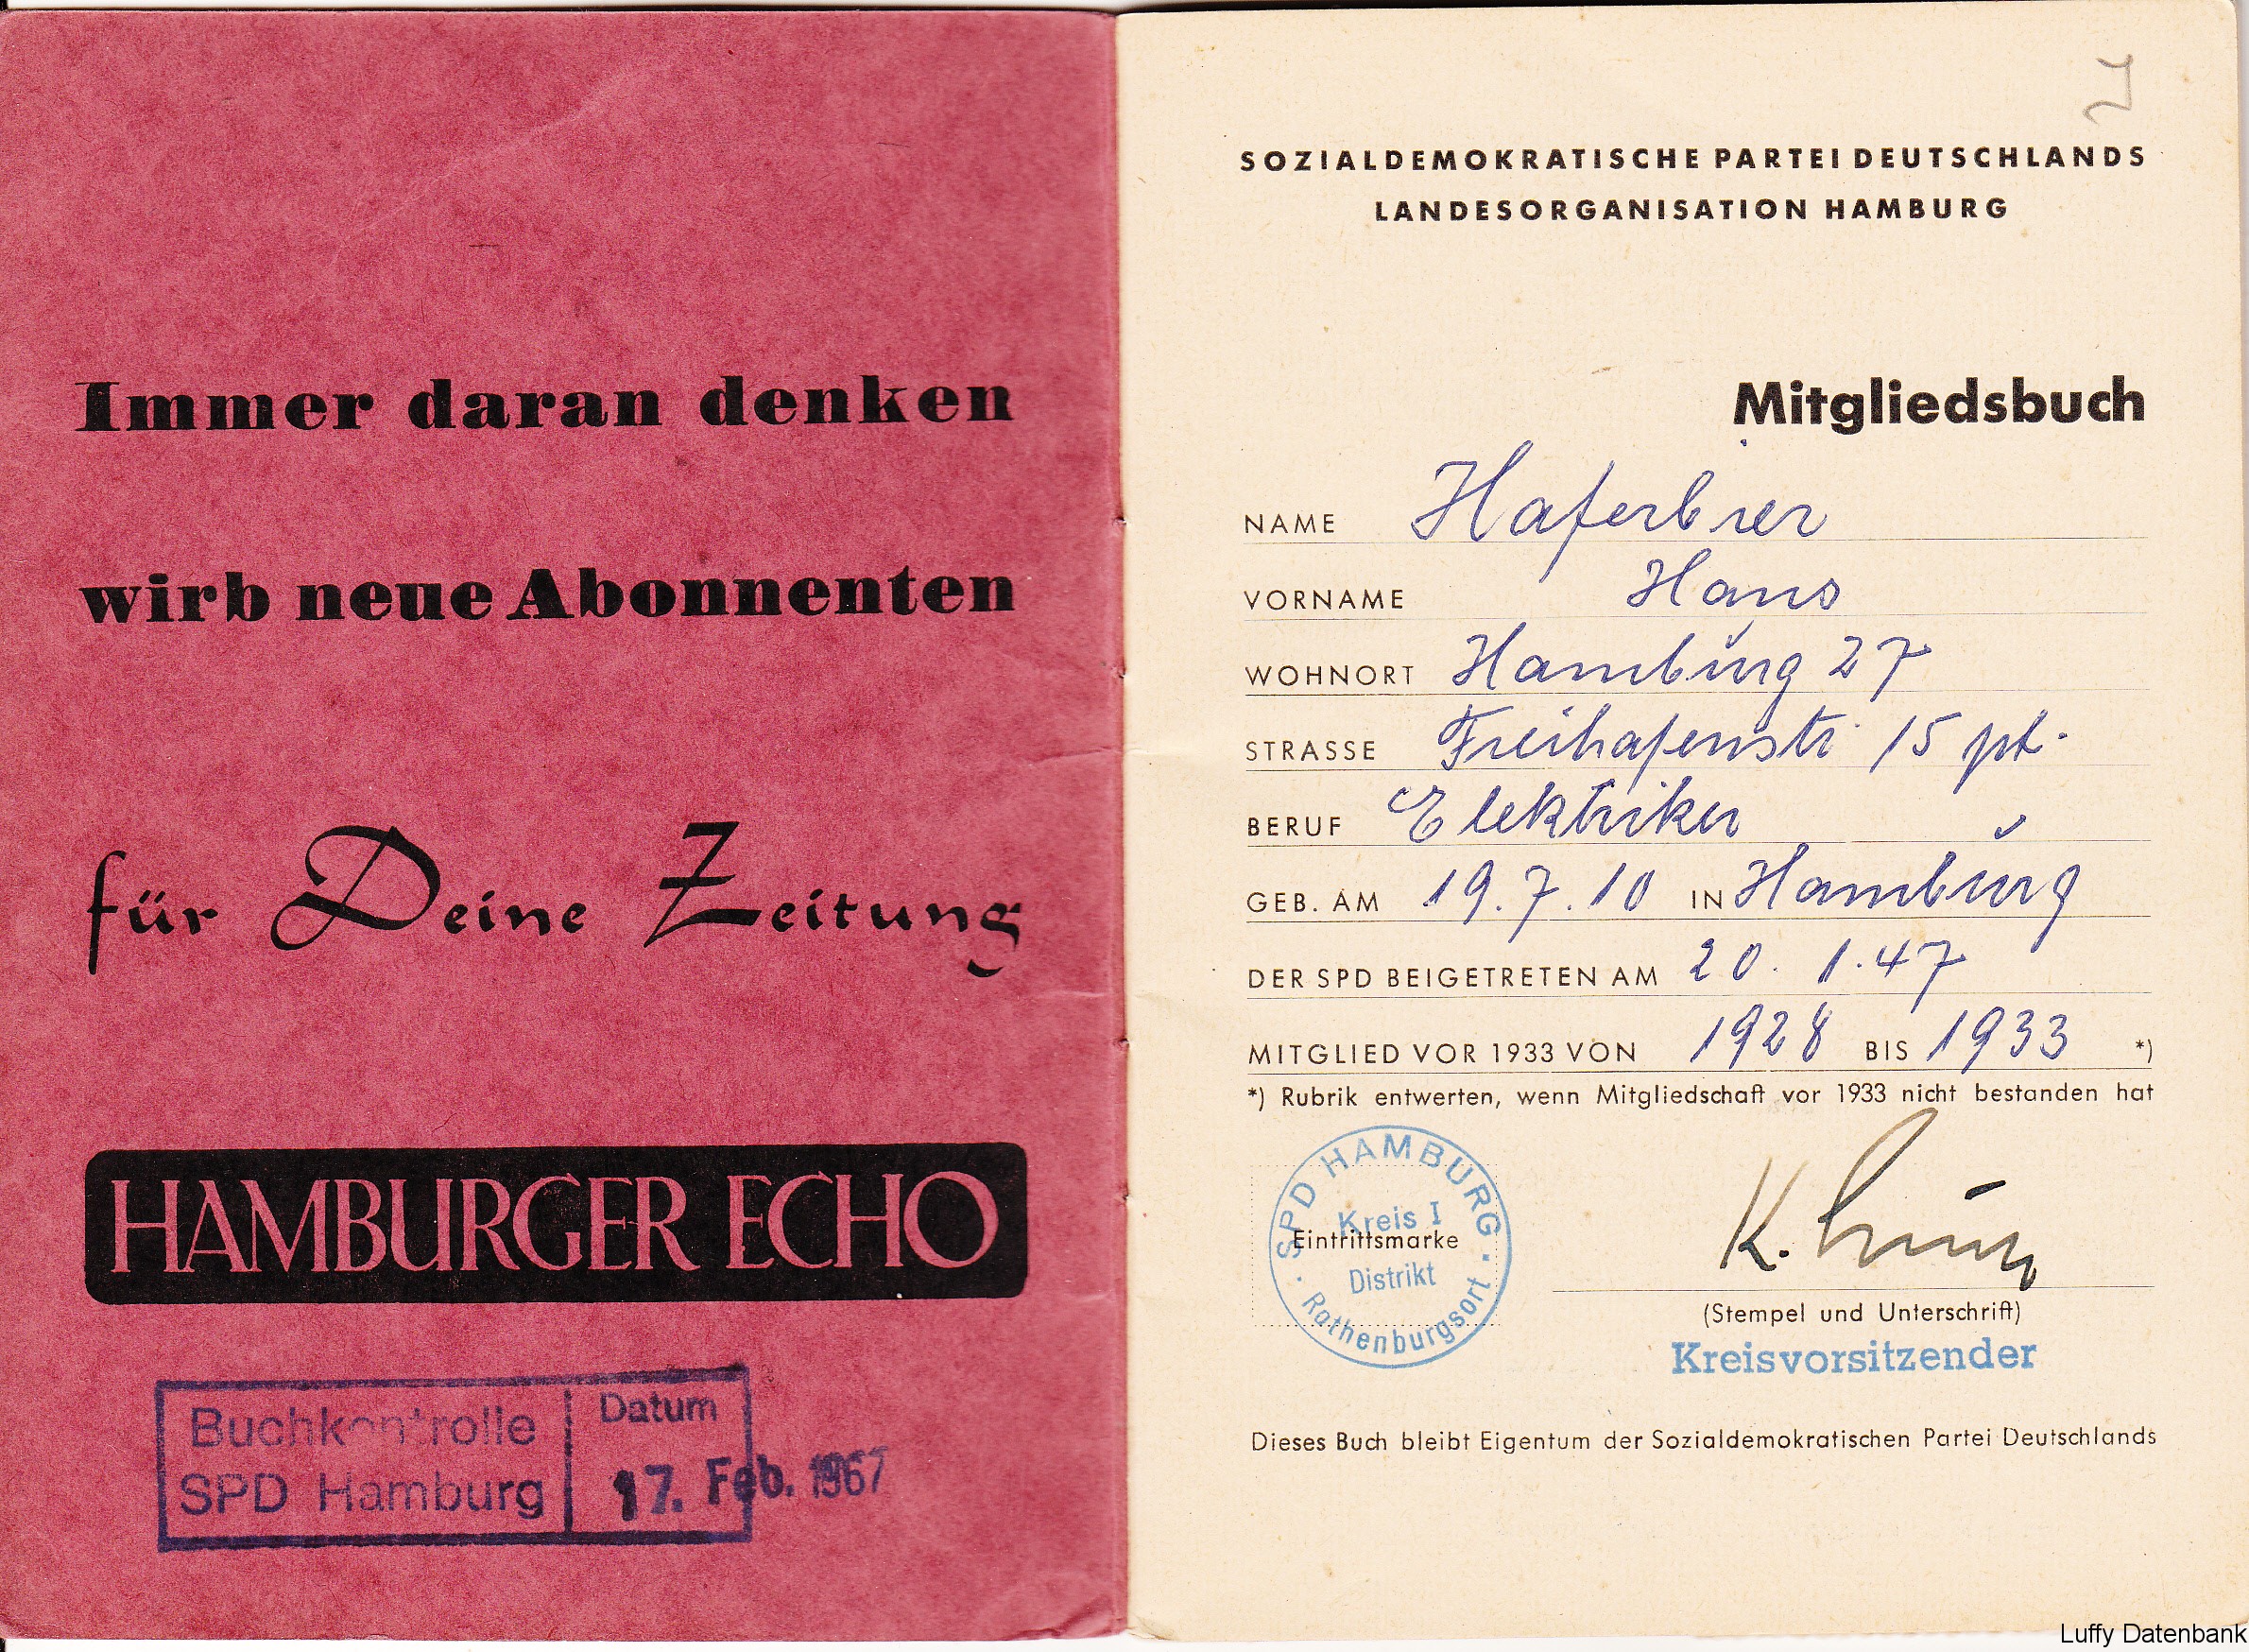 Immer daran denken
wirb neue Abonnenten
für Deine Zeitung
HAMBURGER ECHO
Buchkontrolle
SPD Hamburg
Datum
17. Feb. 1967
SOZIALDEMOKRATISCHE PARTEI DEUTSCHLANDS
LANDESORGANISATION HAMBURG
Mitgliedsbuch
NAME Haferbier
VORNAME Hans
WOHNORT Hamburg 27
STRASSE Freihafenstr 15 pt.
BERUF Elektriker
GEB. AM 19.7.10 IN Hamburg
DER SPD BEIGETRETEN AM 20.1.47
MITGLIED VOR 1933 VON 1928 BIS 1933 *)
*) Rubrik entwerten, wenn Mitgliedschaft vor 1933 nicht bestanden hat
SPD HAMBURG
Kreis I
Eintrittsmarke
Distrikt
Rothenburgsort
K.
(Stempel und Unterschrift)
Kreisvorsitzender
Dieses Buch bleibt Eigentum der Sozialdemokratischen Partei Deutschlands
Luffy Datenbank